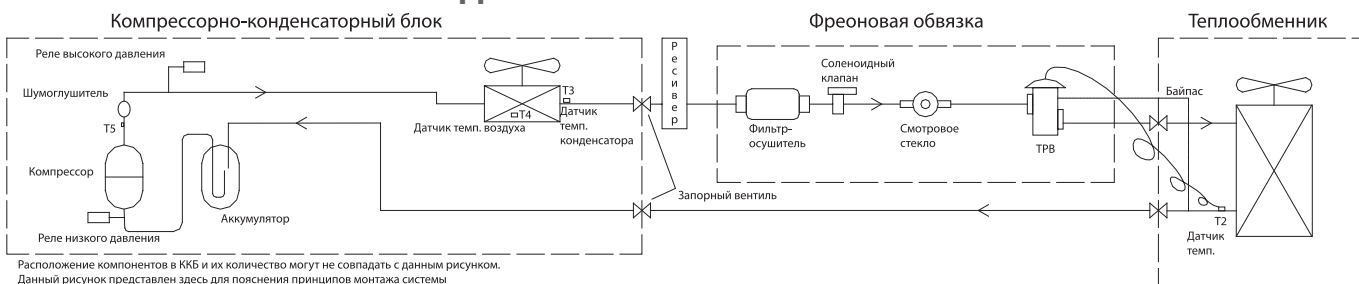 Компрессорно-конденсаторный блок
Фреоновая обвязка
Теплообменник
Реле высокого давления
Шумоглушитель
T5
Компрессор
Реле низкого давления
Аккумулятор
T4
Датчик темп. воздуха
T3
Датчик
темп.
конденсатора
Ресивер
Запорный вентиль
Фильтр-
осушитель
Соленоидный
клапан
Смотровое
стекло
ТРВ
Байпас
T2
Датчик
темп.
Расположение компонентов в ККБ и их количество могут не совпадать с данным рисунком.
Данный рисунок представлен здесь для пояснения принципов монтажа системы